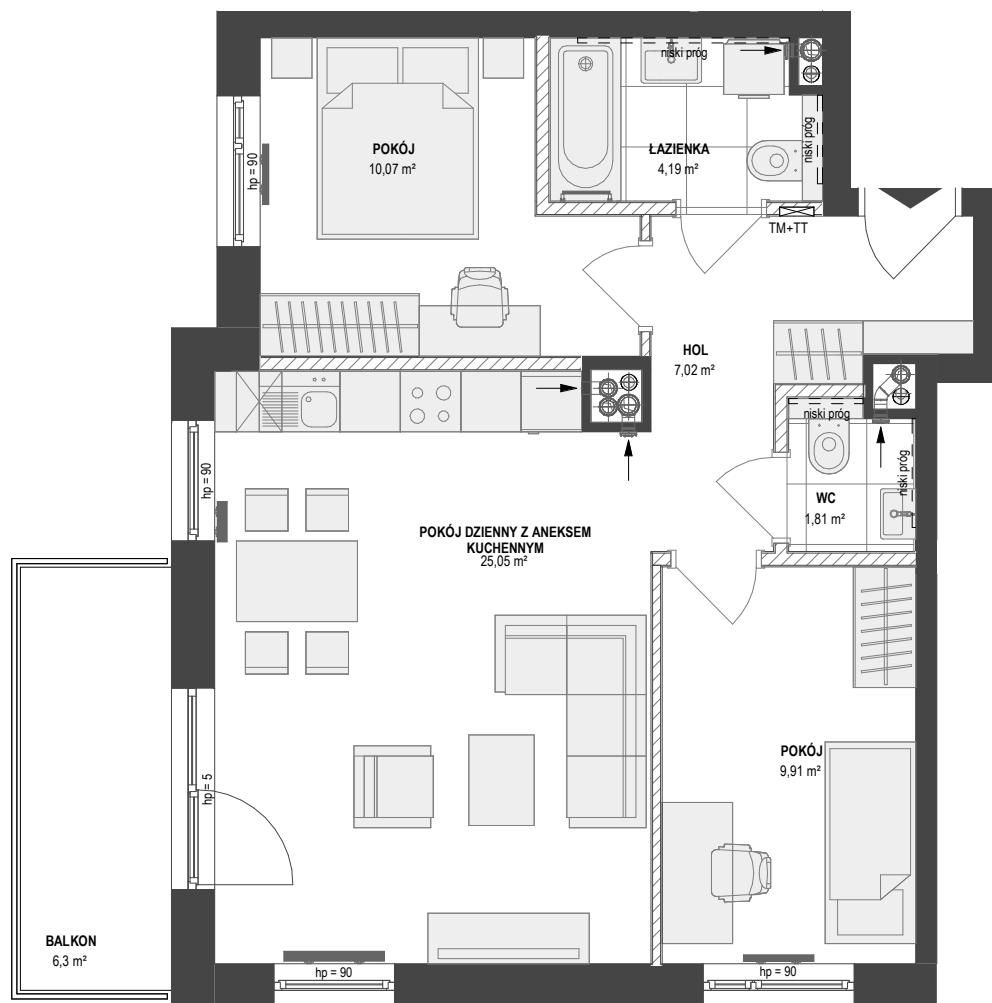 niski próg
niski próg
POKÓJ
10,07 m²
ŁAZIENKA
4,19 m²
hp = 90
TM+TT
HOL
7,02 m²
niski próg
niski próg
WC
1,81 m²
hp = 90
POKÓJ DZIENNY Z ANEKSEM
KUCHENNYM
25,05 m²
POKÓJ
9,91 m²
hp = 5
BALKON
6,3 m²
hp = 90
hp = 90